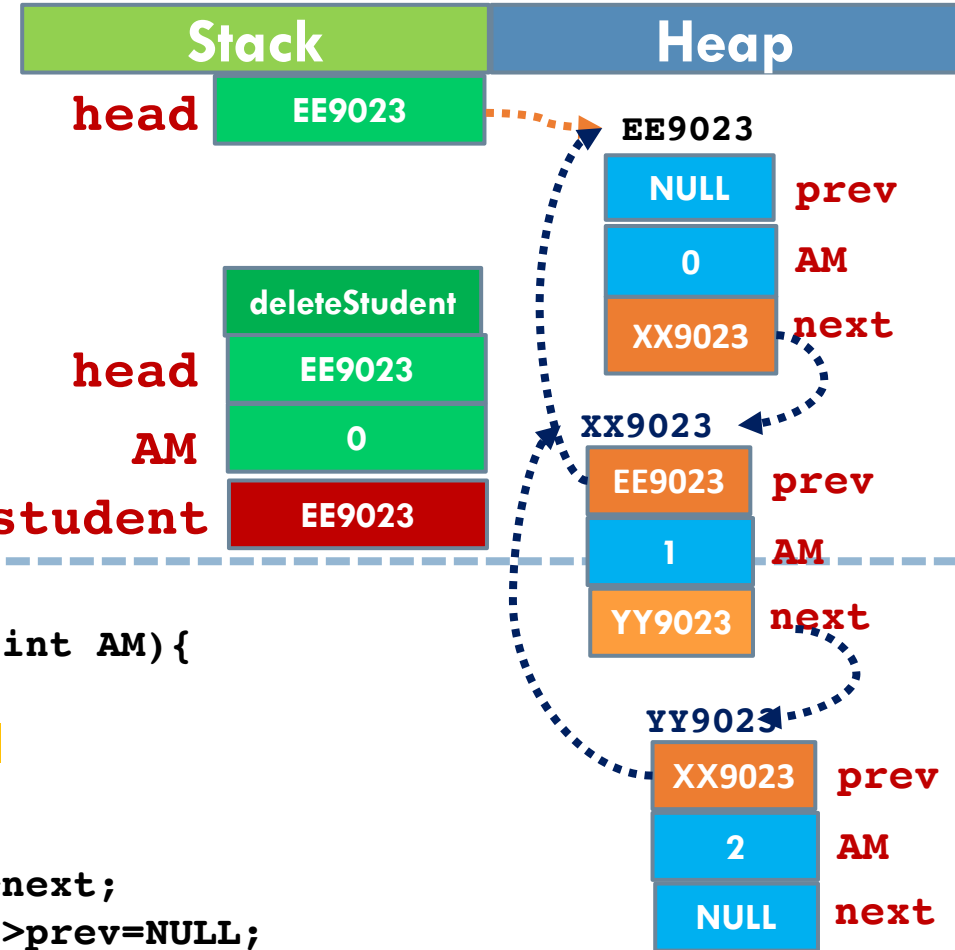 Stack Heap
head EE9023
EE9023
NULL prev
0 AM
XX9023 next
deleteStudent
head EE9023
AM 0
student EE9023
XX9023
EE9023 prev
1 AM
YY9023 next
int AM){
YY9023
XX9023 prev
2 AM
NULL next
next;
>prev=NULL;